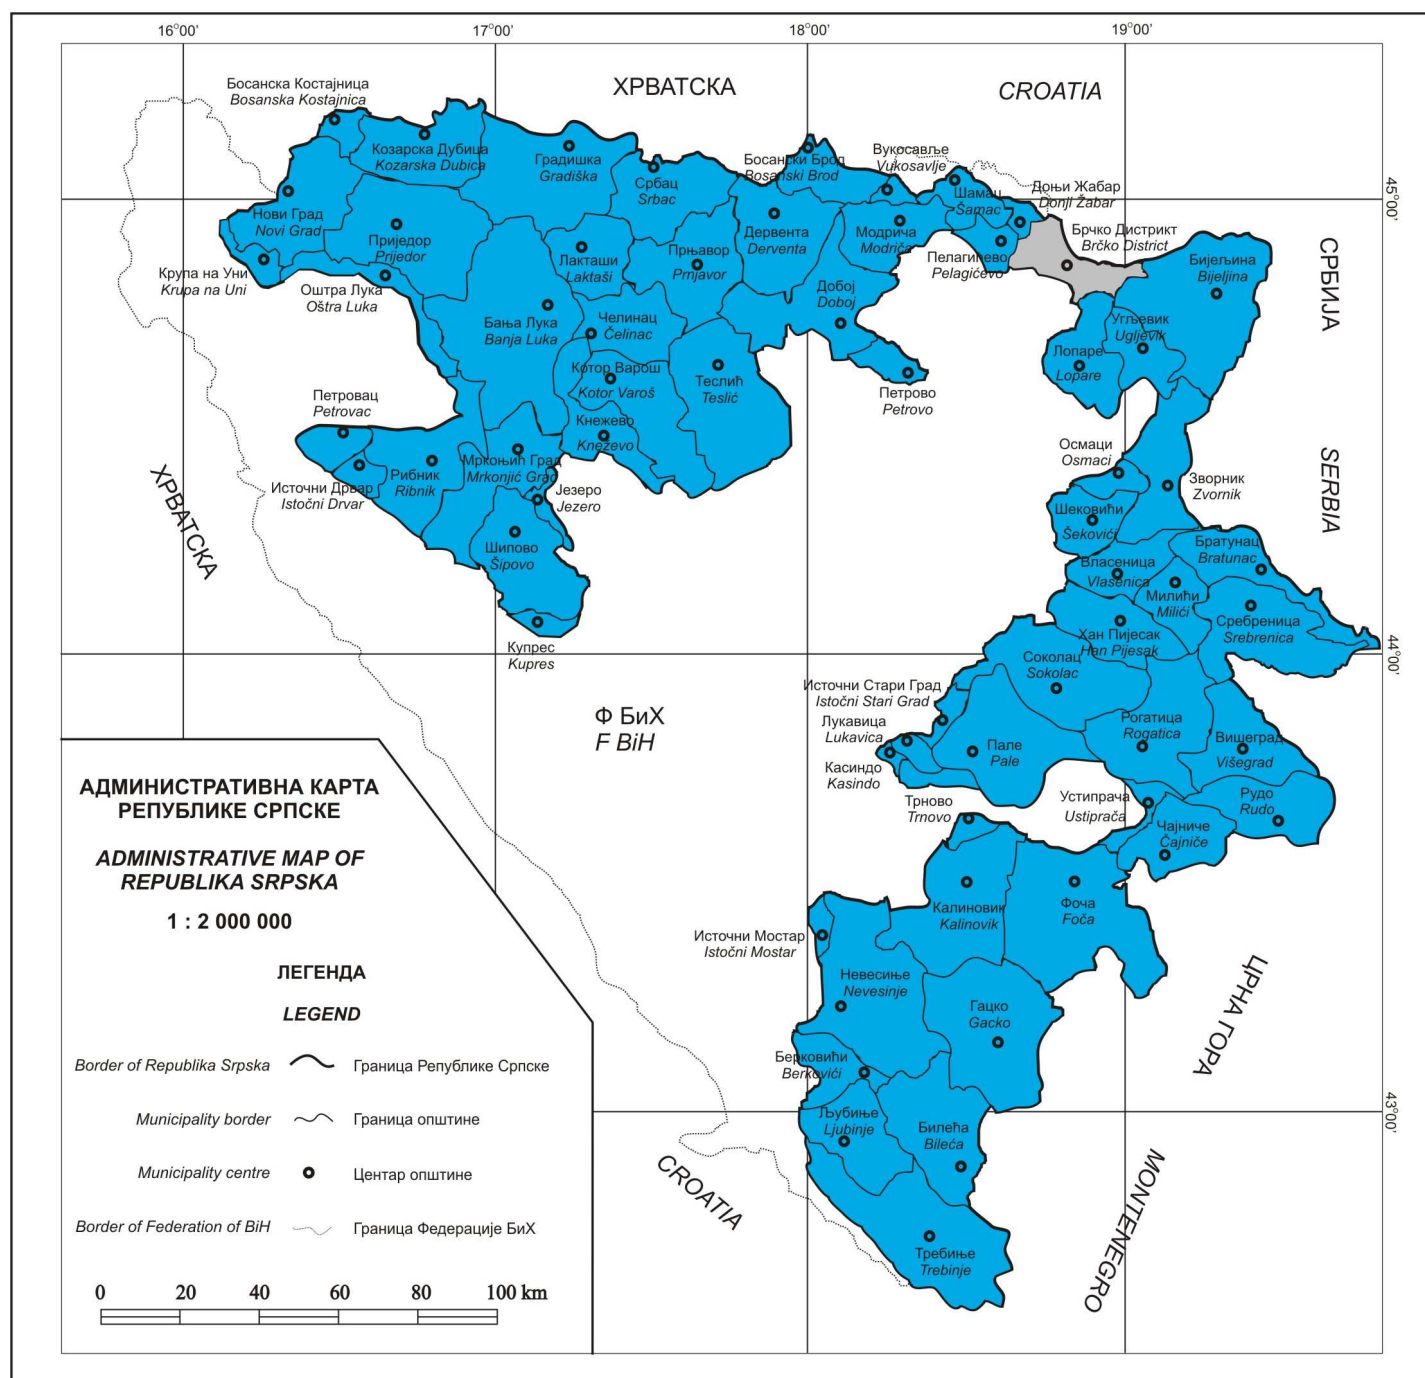 16°00'
17°00'
18°00'
19°00'
ХРВАТСКА
CROATIA
Босанска Костајница
Bosanska Kostajnica
Козарска Дубица
Kozarska Dubica
Градишка
Gradiška
Србац
Srbac
Босански Брод
Bosanski Brod
Вукосавље
Vukosavlje
Шамац
Šamac
Доњи Жабар
Donji Žabar
45°00'
Нови Град
Novi Grad
Приједор
Prijedor
Лакташи
Laktaši
Прњавор
Prnjavor
Дервента
Derventa
Модрича
Modriča
Пелагићево
Pelagićevo
Брчко Дистрикт
Brčko District
Бијељина
Bijeljina
СРБИЈА
Крупа на Уни
Krupa na Uni
Оштра Лука
Oštra Luka
Бања Лука
Banja Luka
Челинац
Čelinac
Добој
Doboj
Угљевик
Ugljevik
Лопаре
Lopare
Котор Варош
Kotor Varoš
Теслић
Teslić
Петрово
Petrovo
Петровац
Petrovac
Кнежево
Kneževo
Мркоњић Град
Mrkonjić Grad
Рибник
Ribnik
Источни Дрвар
Istočni Drvar
Језеро
Jezero
Шипово
Šipovo
Купрес
Kupres
ХРВАТСКА
Осмаци
Osmaci
Зворник
Zvornik
SERBIA
Шековићи
Šekovići
Братунац
Bratunac
Власеница
Vlasenica
Милићи
Milići
Сребреница
Srebrenica
Хан Пијесак
Han Pijesak
44°00'
Соколац
Sokolac
Источни Стари Град
Istočni Stari Grad
Лукавица
Lukavica
Касиндо
Kasindo
Пале
Pale
Рогатица
Rogatica
Вишеград
Višegrad
Ф БиХ
F BiH
Трново
Trnovo
Устипрача
Ustiprača
Рудо
Rudo
Чајниче
Čajniče
Калиновик
Kalinovik
Фоча
Foča
Источни Мостар
Istočni Mostar
Невесиње
Nevesinje
Гацко
Gacko
ЦРНА ГОРА
Берковићи
Berkovići
43°00'
Љубиње
Ljubinje
Билећа
Bileća
CROATIA
MONTENEGRO
Требиње
Trebinje
АДМИНИСТРАТИВНА КАРТА
РЕПУБЛИКЕ СРПСКЕ
ADMINISTRATIVE MAP OF
REPUBLIKA SRPSKA
1 : 2 000 000
ЛЕГЕНДА
LEGEND
Border of Republika Srpska Граница Републике Српске
Municipality border Граница општине
Municipality centre Центар општине
Border of Federation of BiH Граница Федерације БиХ
0 20 40 60 80 100 km